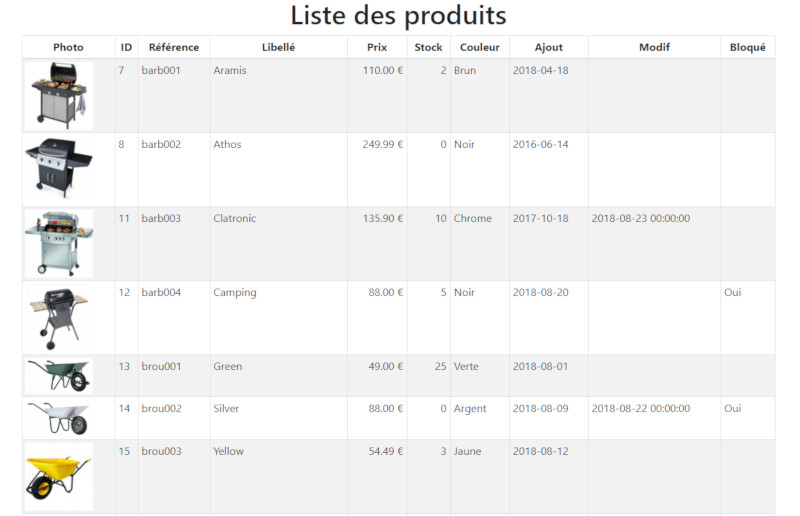 Liste des produits
Photo ID Référence Libellé Prix Stock Couleur Ajout Modif Bloqué
7 barb001 Aramis 110.00 € 2 Brun 2018-04-18
8 barb002 Athos 249.99 € 0 Noir 2016-06-14
11 barb003 Clatronic 135.90 € 10 Chrome 2017-10-18 2018-08-23 00:00:00
12 barb004 Camping 88.00 € 5 Noir 2018-08-20 Oui
13 brou001 Green 49.00 € 25 Verte 2018-08-01
14 brou002 Silver 88.00 € 0 Argent 2018-08-09 2018-08-22 00:00:00 Oui
15 brou003 Yellow 54.49 € 3 Jaune 2018-08-12